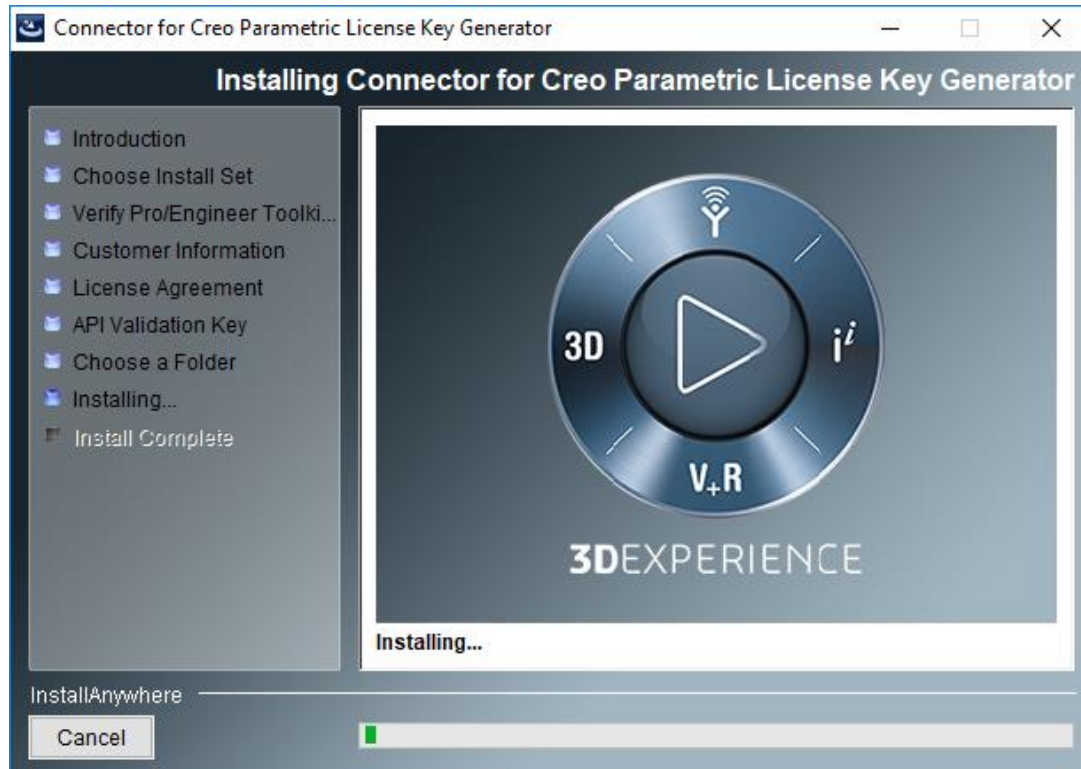 Connector for Creo Parametric License Key Generator
Installing Connector for Creo Parametric License Key Generator
Introduction
Choose Install Set
Verify Pro/Engineer Toolki...
Customer Information
License Agreement
API Validation Key
Choose a Folder
Installing...
Install Complete
3D
i i
V+R
3DEXPERIENCE
Installing...
InstallAnywhere
Cancel